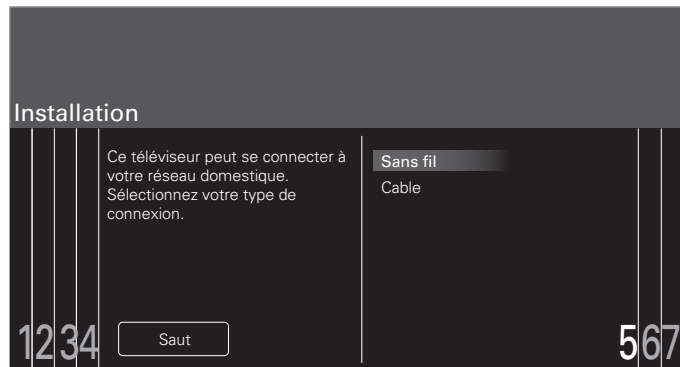 Installation
Ce téléviseur peut se connecter à
votre réseau domestique.
Sélectionnez votre type de
connexion.
Sans fil
Cable
1234
Saut
567